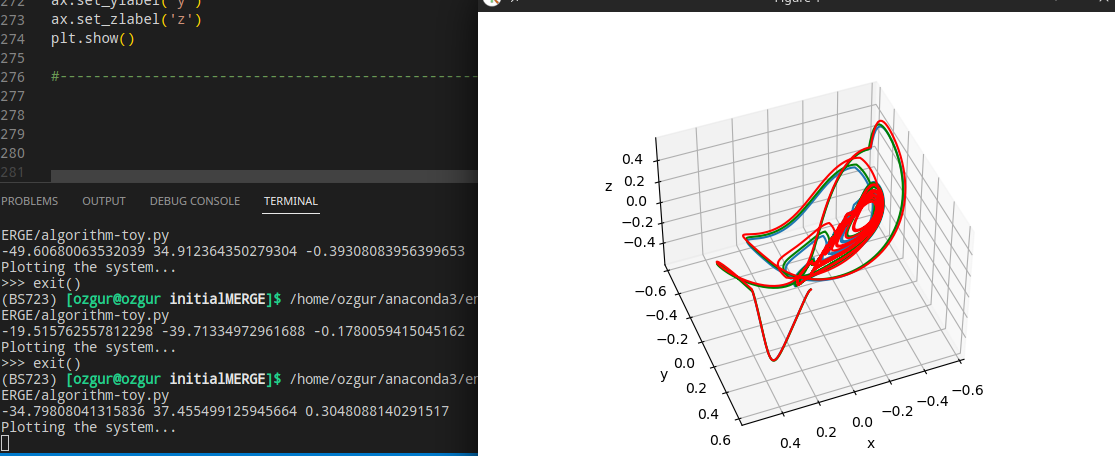 272 ax.set_ylabel('y')
273 ax.set_zlabel('z')
274 plt.show()
275
276 #--------------------------------------------------
277
278
279
280
281
PROBLEMS OUTPUT DEBUG CONSOLE TERMINAL
ERGE/algorithm-toy.py
-49.60680063532039 34.912364350279304 -0.39308083956399653
Plotting the system...
>>> exit()
(BS723) [ozgur@ozgur initialMERGE]$ /home/ozgur/anaconda3/er
ERGE/algorithm-toy.py
-19.515762557812298 -39.71334972961688 -0.1780059415045162
Plotting the system...
>>> exit()
(BS723) [ozgur@ozgur initialMERGE]$ /home/ozgur/anaconda3/er
ERGE/algorithm-toy.py
-34.79808041315836 37.455499125945664 0.3048088140291517
Plotting the system...
Figure 1
0.4
0.2
z
0.0
−0.2
−0.4
−0.6
−0.4
−0.2
0.0
y
0.2
0.4
0.6
0.4
0.2
0.0
−0.2
−0.4
−0.6
x